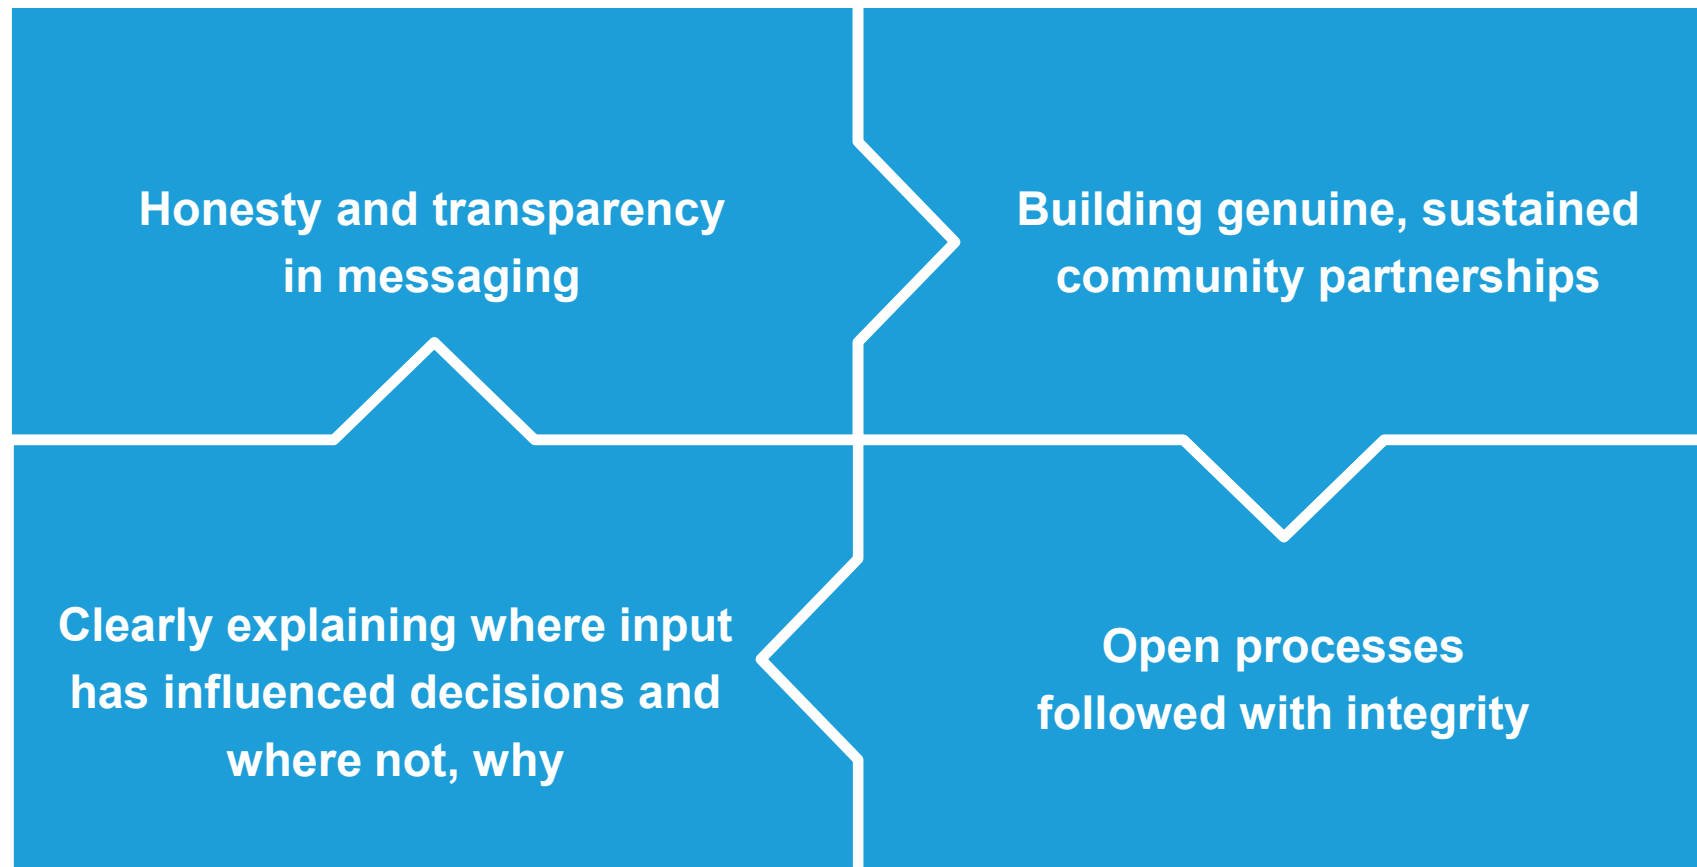 Honesty and transparency
in messaging
Building genuine, sustained
community partnerships
Clearly explaining where input
has influenced decisions and
where not, why
Open processes
followed with integrity